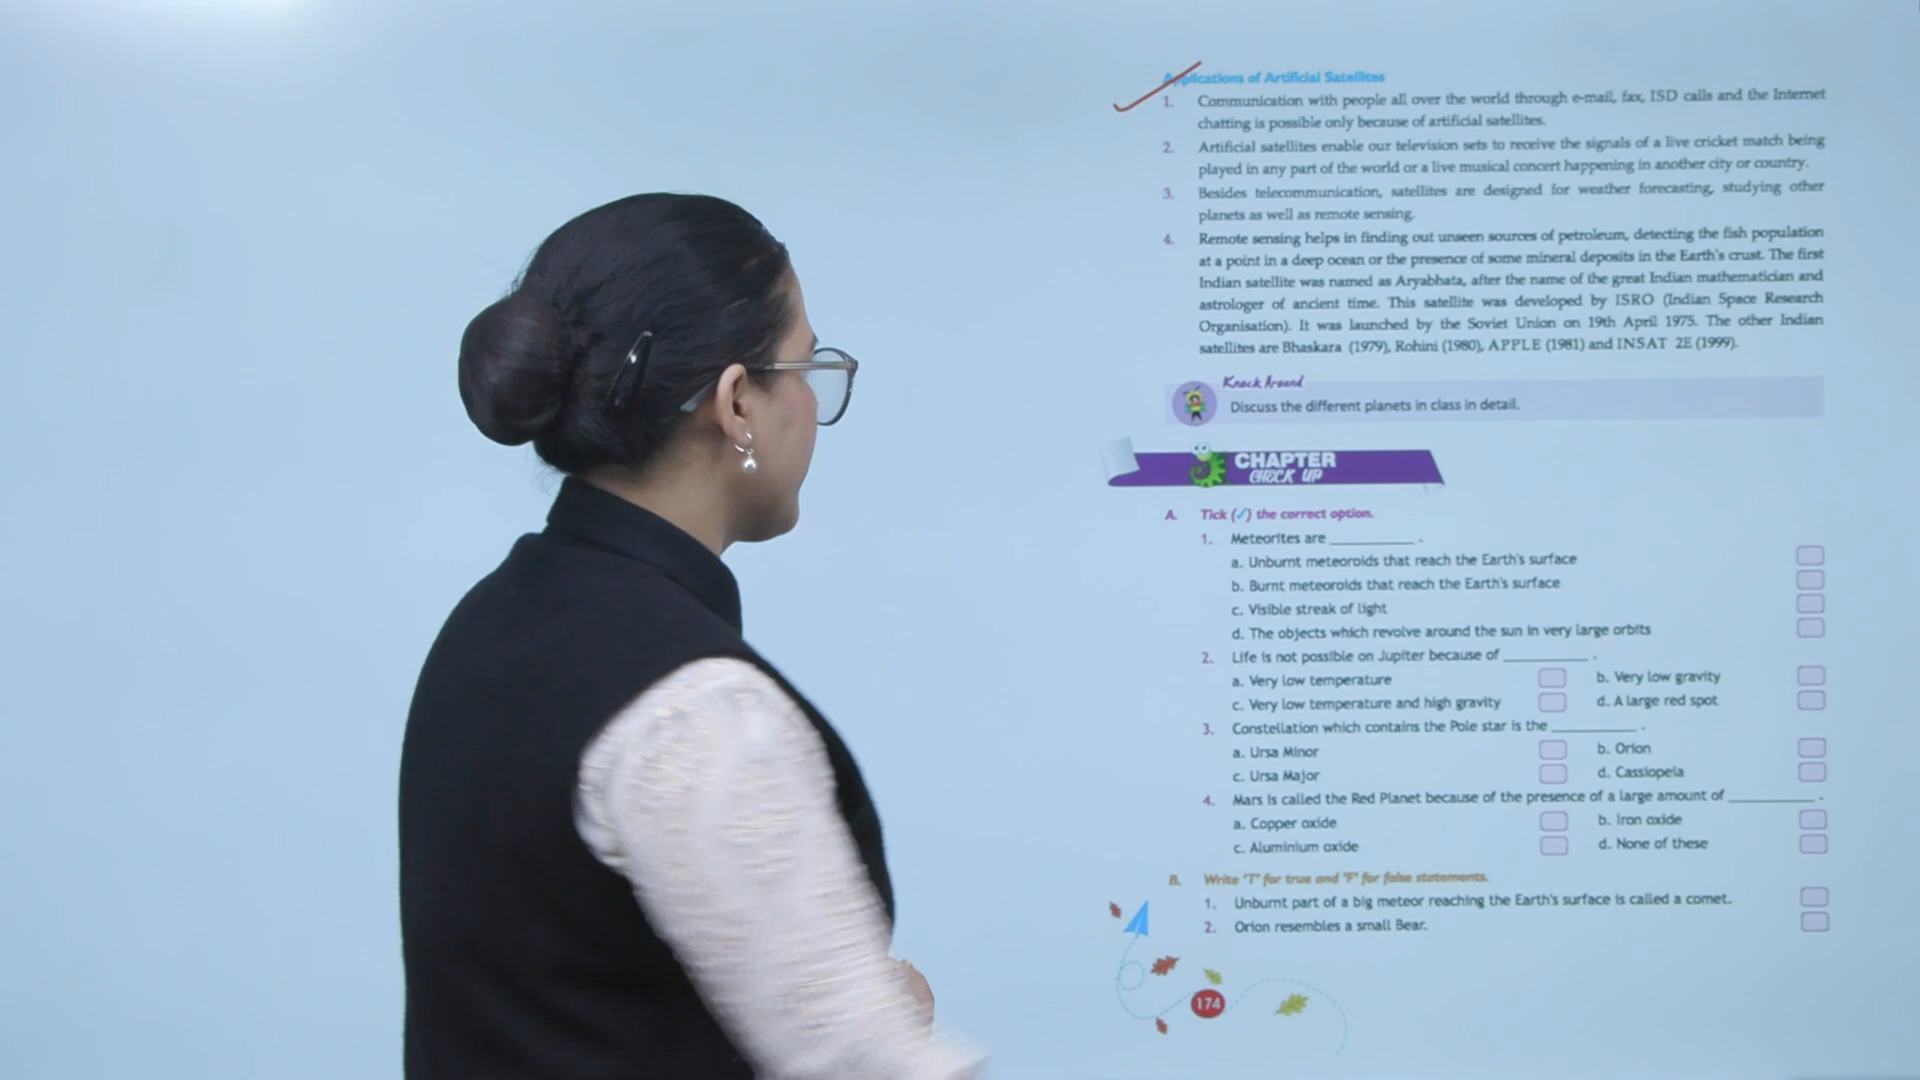 Applications of Artificial Satellites
1. Communication with people all over the world through e-mail, fax, ISD calls and the Internet
chatting is possible only because of artificial satellites.
2. Artificial satellites enable our television sets to receive the signals of a live cricket match being
played in any part of the world or a live musical concert happening in another city or country.
3. Besides telecommunication, satellites are designed for weather forecasting, studying other
planets as well as remote sensing.
4. Remote sensing helps in finding out unseen sources of petroleum, detecting the fish population
at a point in a deep ocean or the presence of some mineral deposits in the Earth's crust. The first
Indian satellite was named as Aryabhata, after the name of the great Indian mathematician and
astrologer of ancient time. This satellite was developed by ISRO (Indian Space Research
Organisation). It was launched by the Soviet Union on 19th April 1975. The other Indian
satellites are Bhaskara (1979), Rohini (1980), APPLE (1981) and INSAT 2E (1999).
Knock Around
Discuss the different planets in class in detail.
CHAPTER
CHECK UP
A. Tick (✓) the correct option.
1. Meteorites are __________ .
a. Unburnt meteoroids that reach the Earth's surface
b. Burnt meteoroids that reach the Earth's surface
c. Visible streak of light
d. The objects which revolve around the sun in very large orbits
2. Life is not possible on Jupiter because of __________ .
a. Very low temperature b. Very low gravity
c. Very low temperature and high gravity d. A large red spot
3. Constellation which contains the Pole star is the __________ .
a. Ursa Minor b. Orion
c. Ursa Major d. Cassiopeia
4. Mars is called the Red Planet because of the presence of a large amount of __________ .
a. Copper oxide b. Iron oxide
c. Aluminium oxide d. None of these
B. Write 'T' for true and 'F' for false statements.
1. Unburnt part of a big meteor reaching the Earth's surface is called a comet.
2. Orion resembles a small Bear.
174